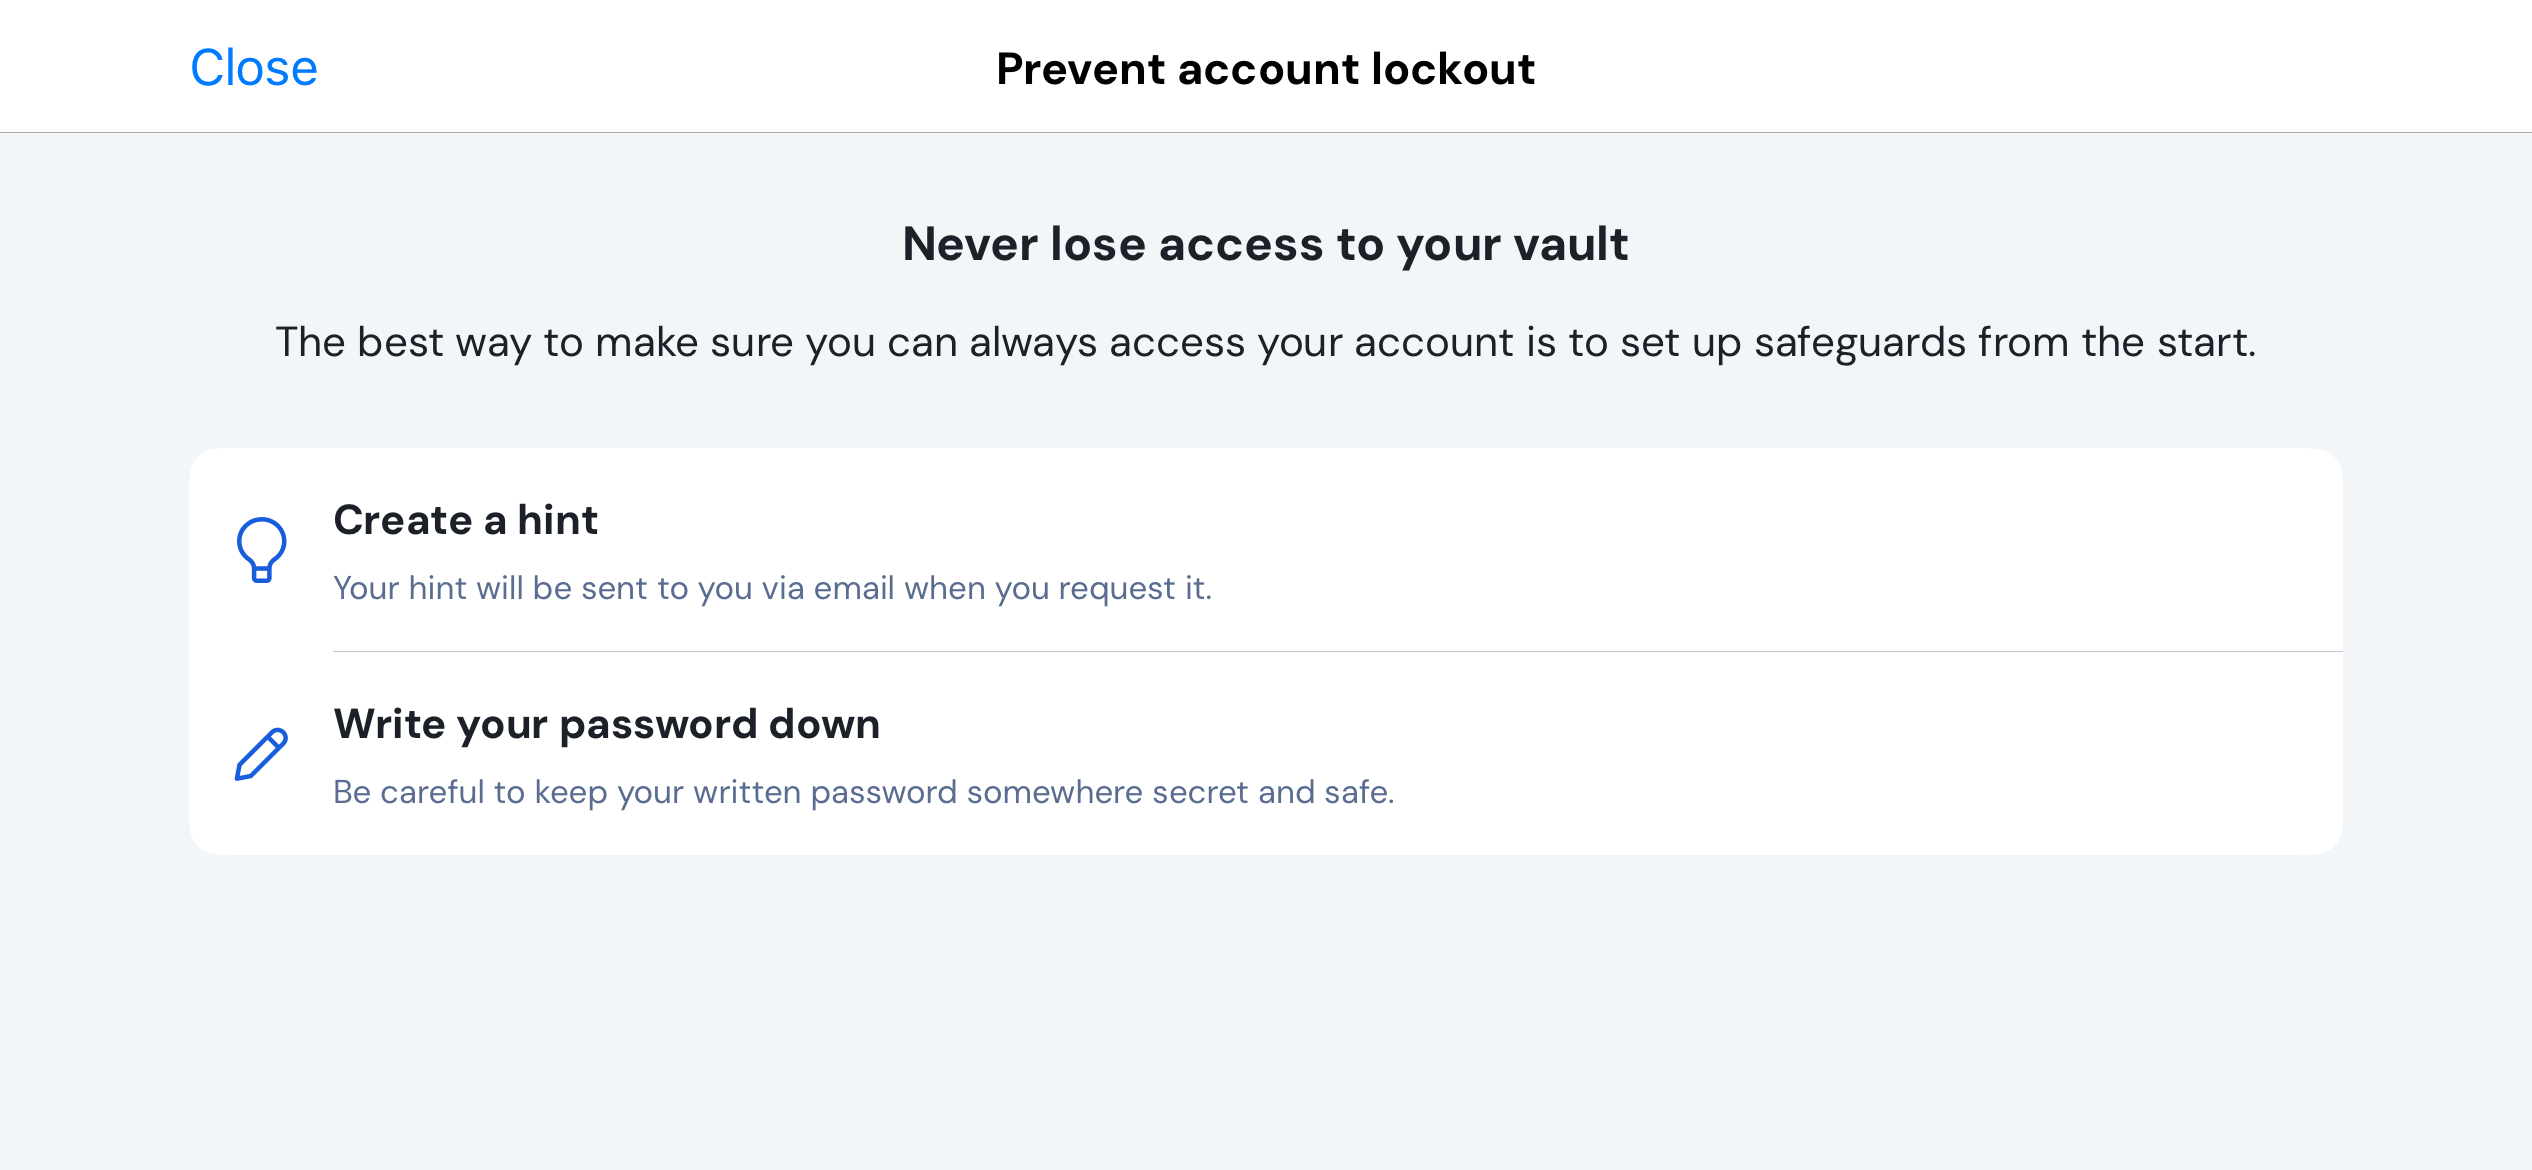 Close
Prevent account lockout
Never lose access to your vault
The best way to make sure you can always access your account is to set up safeguards from the start.
Create a hint
Your hint will be sent to you via email when you request it.
Write your password down
Be careful to keep your written password somewhere secret and safe.